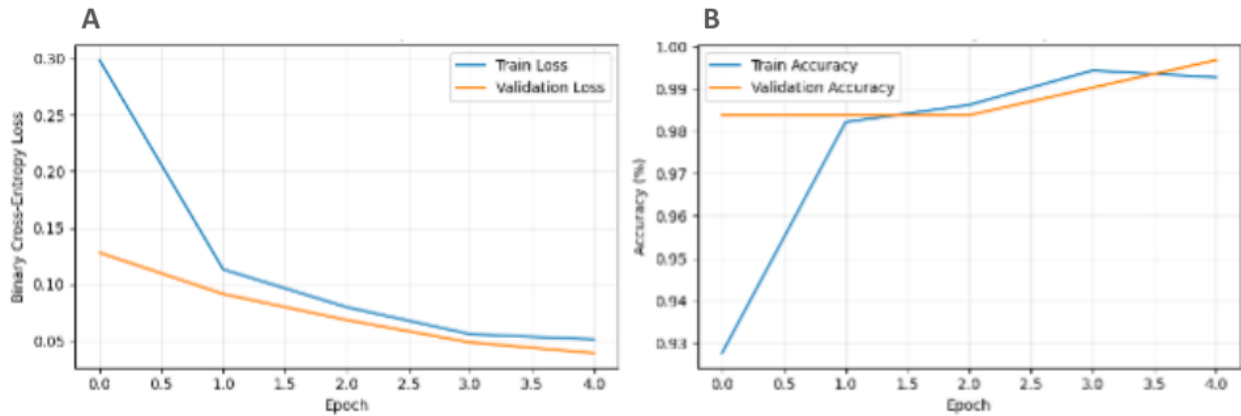 A
Binary Cross-Entropy Loss
0.30
0.25
0.20
0.15
0.10
0.05
Train Loss
Validation Loss
0.0 0.5 1.0 1.5 2.0 2.5 3.0 3.5 4.0
Epoch
B
Accuracy (%)
1.00
0.99
0.98
0.97
0.96
0.95
0.94
0.93
Train Accuracy
Validation Accuracy
0.0 0.5 1.0 1.5 2.0 2.5 3.0 3.5 4.0
Epoch